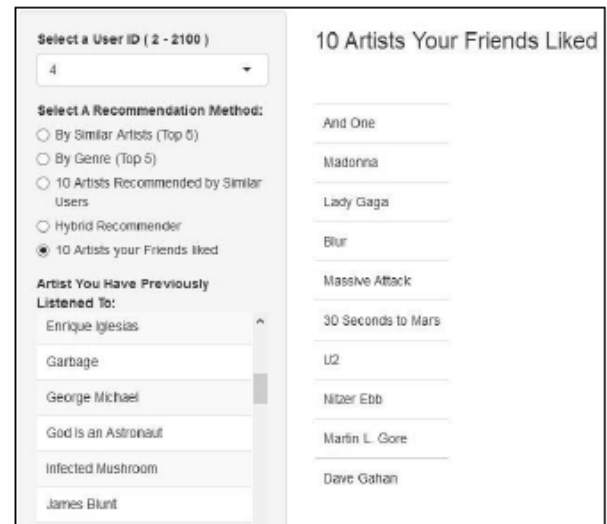 Select a User ID ( 2 - 2100 )
4
Select A Recommendation Method:
By Similar Artists (Top 5)
By Genre (Top 5)
10 Artists Recommended by Similar
Users
Hybrid Recommender
10 Artists your Friends liked
Artist You Have Previously
Listened To:
Enrique Iglesias
Garbage
George Michael
God Is an Astronaut
Infected Mushroom
James Blunt
10 Artists Your Friends Liked
And One
Madonna
Lady Gaga
Blur
Massive Attack
30 Seconds to Mars
U2
Nitzer Ebb
Martin L. Gore
Dave Gahan